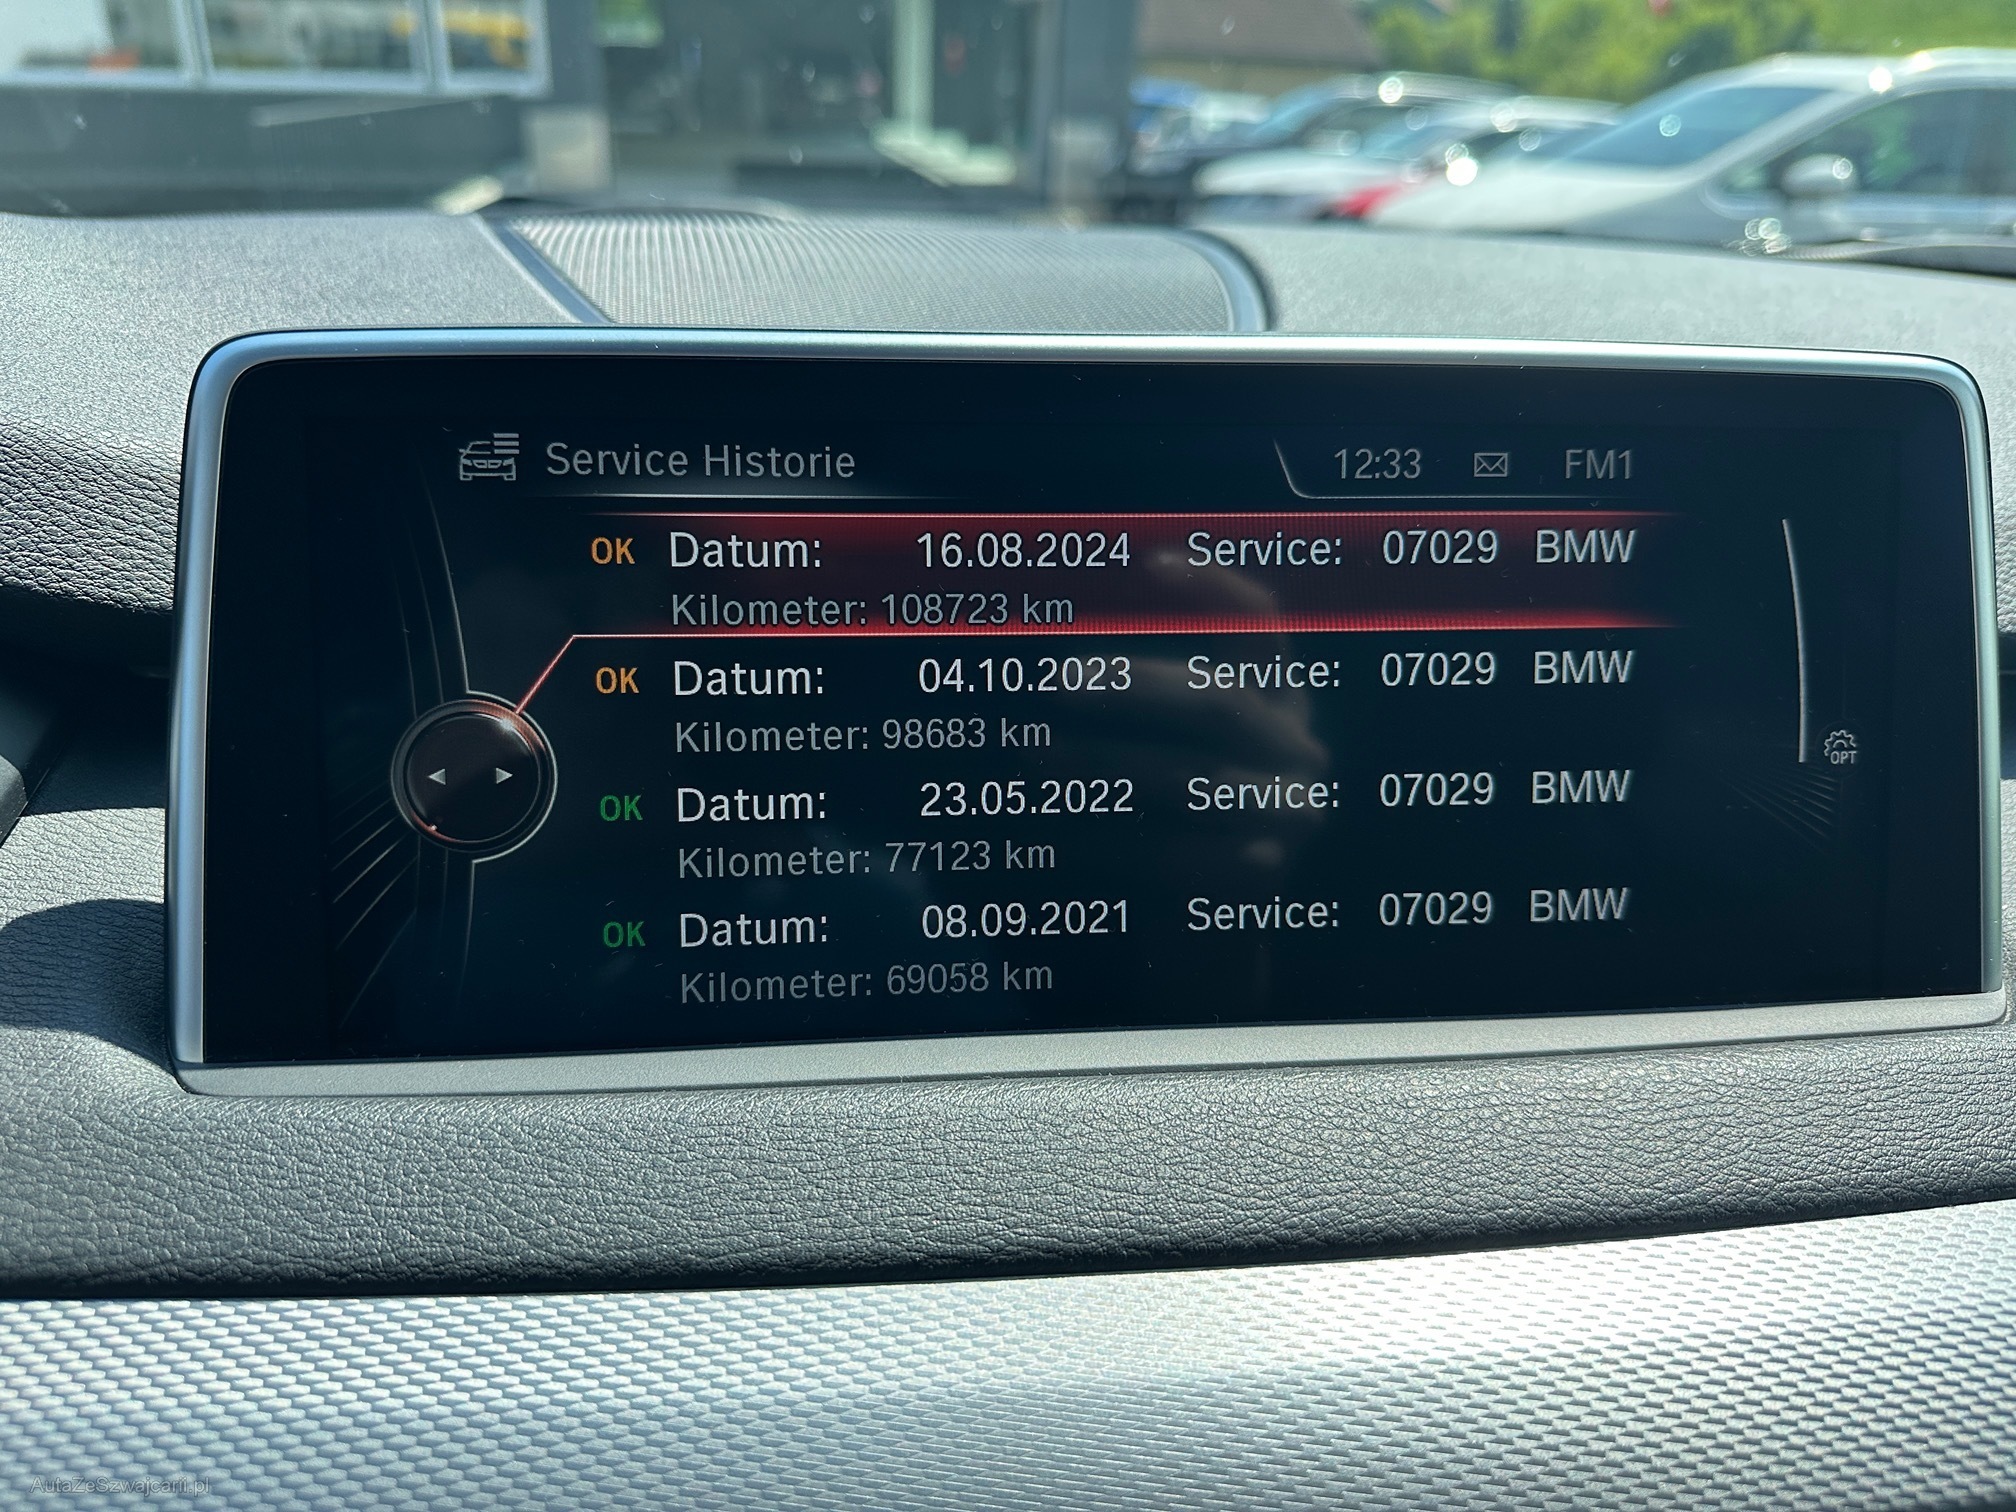 Service Historie 12:33 FM1
OK Datum: 16.08.2024 Service: 07029 BMW
Kilometer: 108723 km
OK Datum: 04.10.2023 Service: 07029 BMW
Kilometer: 98683 km
OK Datum: 23.05.2022 Service: 07029 BMW
Kilometer: 77123 km
OK Datum: 08.09.2021 Service: 07029 BMW
Kilometer: 69058 km
OPT
AutaZeSzwajcarii.pl